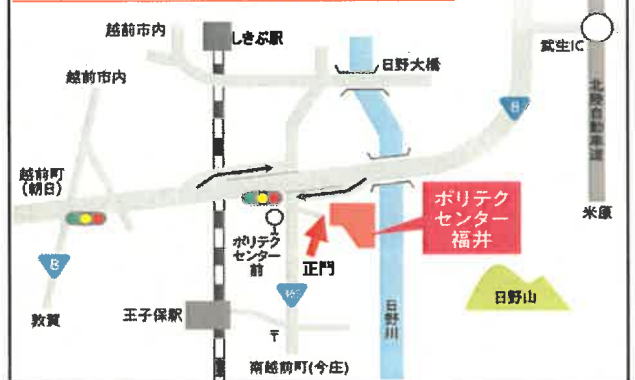 越前市内
しきぶ駅
日野大橋
武生IC
越前市内
8
北陸自動車道
越前町
(朝日)
ポリテク
センター
福井
米原
ポリテク
センター
前
正門
8
日野山
敦賀
王子保駅
日野川
〒
南越前町(今庄)